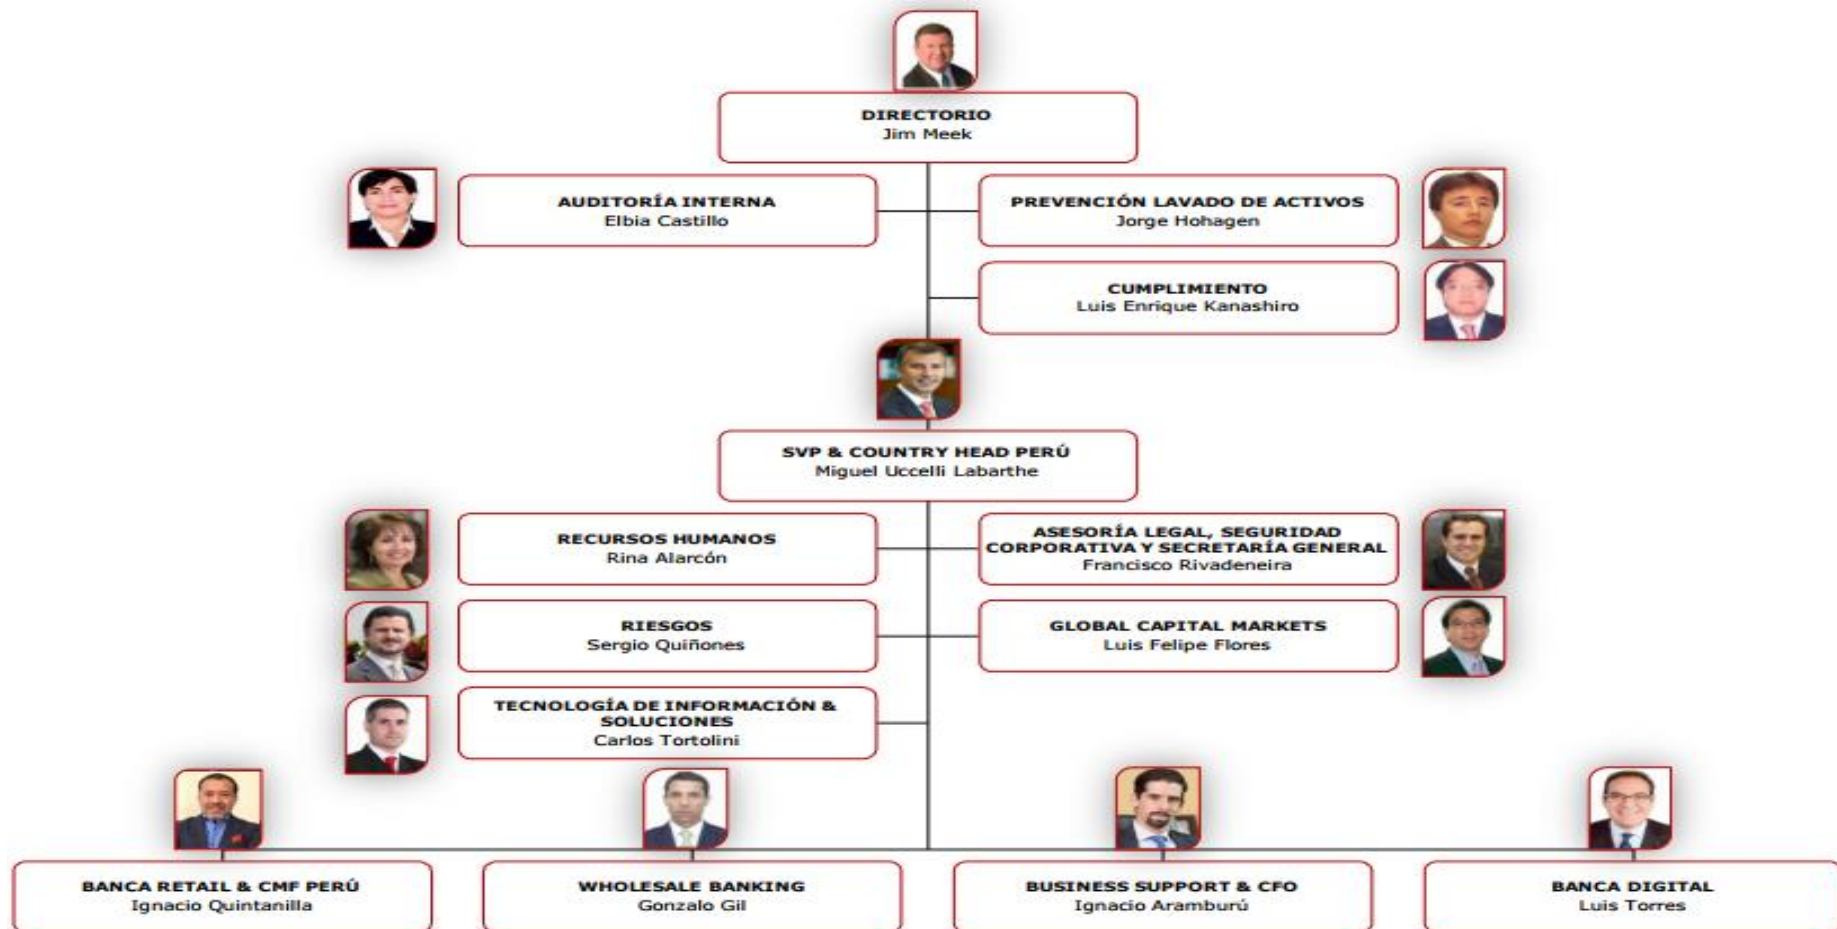 DIRECTORIO
Jim Meek
AUDITORÍA INTERNA
Elbia Castillo
PREVENCIÓN LAVADO DE ACTIVOS
Jorge Hohagen
CUMPLIMIENTO
Luis Enrique Kanashiro
SVP & COUNTRY HEAD PERÚ
Miguel Uccelli Labarthe
RECURSOS HUMANOS
Rina Alarcón
ASESORÍA LEGAL, SEGURIDAD
CORPORATIVA Y SECRETARÍA GENERAL
Francisco Rivadeneira
RIESGOS
Sergio Quiñones
GLOBAL CAPITAL MARKETS
Luis Felipe Flores
TECNOLOGÍA DE INFORMACIÓN &
SOLUCIONES
Carlos Tortolini
BANCA RETAIL & CMF PERÚ
Ignacio Quintanilla
WHOLESALE BANKING
Gonzalo Gil
BUSINESS SUPPORT & CFO
Ignacio Aramburú
BANCA DIGITAL
Luis Torres